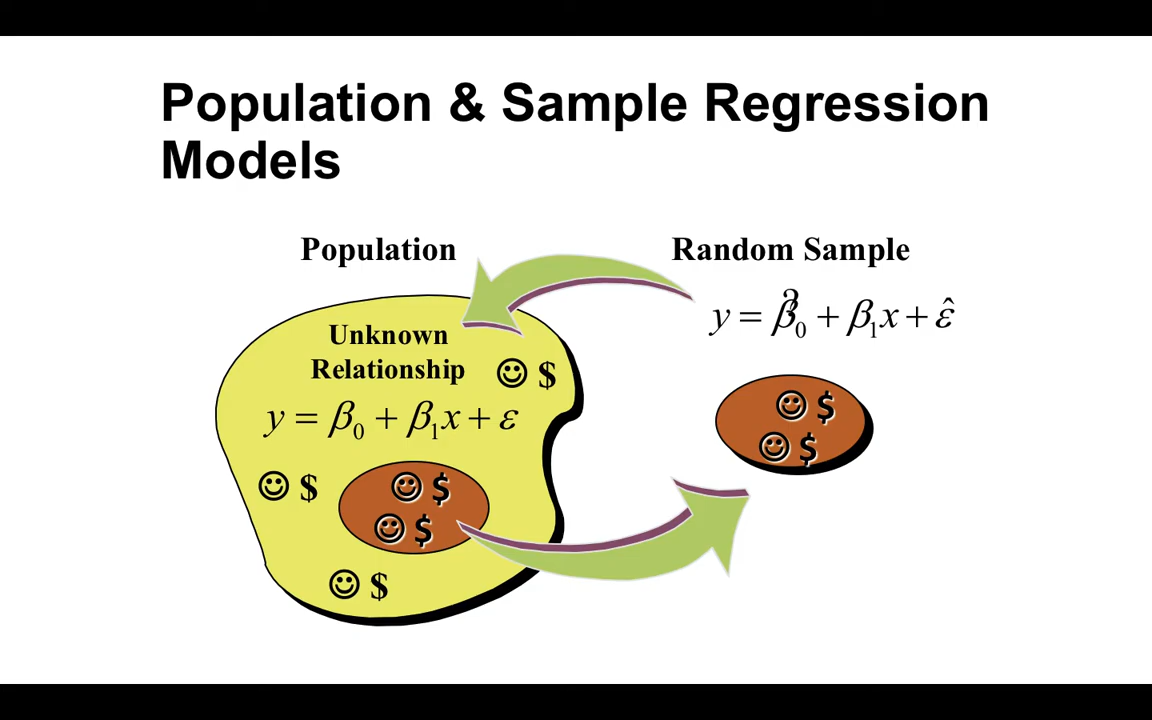 Population & Sample Regression
Models
Population
Random Sample
Unknown
Relationship
y = β₀ + β₁x + ε
y = β̂₀ + β₁x + ε̂
☺ $
☺ $
☺ $
☺ $
☺ $
☺ $
☺ $